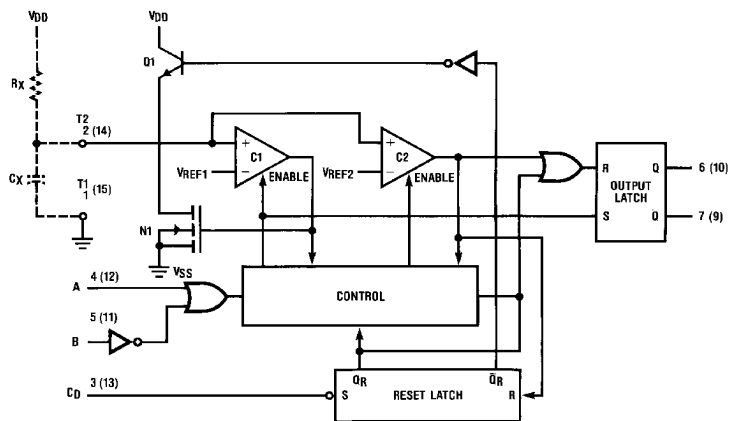 VDD
VDD
Q1
RX
T2
2 (14)
CX
T1
1 (15)
+
C1
−
VREF1
ENABLE
+
C2
−
VREF2
ENABLE
R
Q
OUTPUT
LATCH
S
Q
6 (10)
7 (9)
N1
VSS
A
4 (12)
CONTROL
B
5 (11)
CD
3 (13)
QR
Q̅R
S
RESET LATCH
R